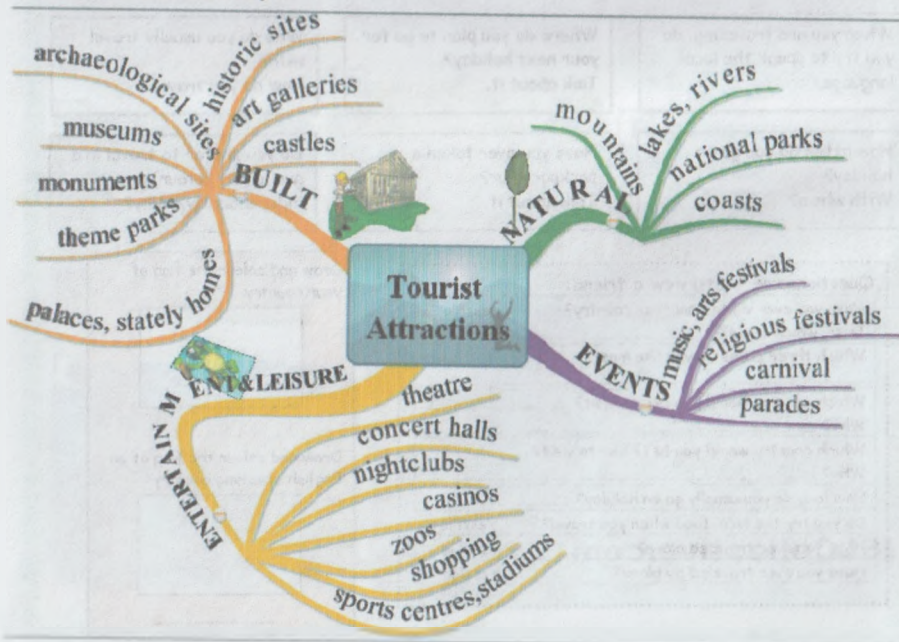 Tourist
Attractions
BUILT
historic sites
archaeological sites
art galleries
museums
castles
monuments
theme parks
palaces, stately homes
NATURAL
mountains
lakes, rivers
national parks
coasts
EVENTS
music, arts festivals
religious festivals
carnival
parades
ENTERTAINMENT & LEISURE
theatre
concert halls
nightclubs
casinos
zoos
shopping
sports centres, stadiums